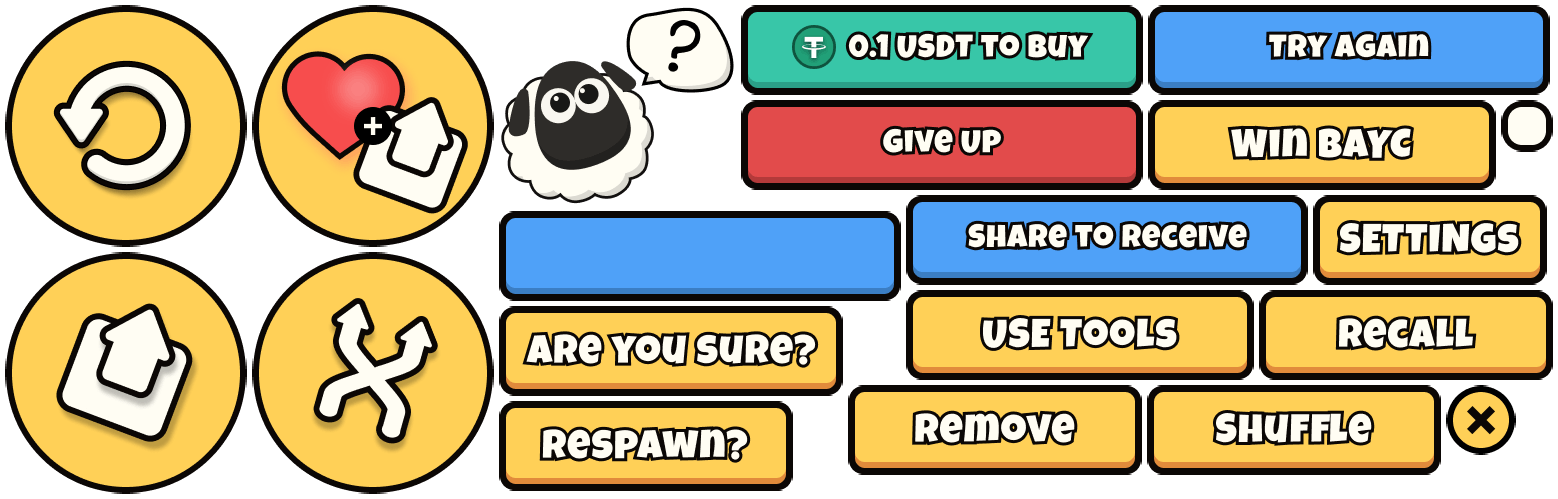 ?
0.1 USDT TO BUY
TRY AGAIN
GIVE UP
WIN BAYC
SHARE TO RECEIVE
SETTINGS
ARE YOU SURE?
USE TOOLS
RECALL
RESPAWN?
REMOVE
SHUFFLE